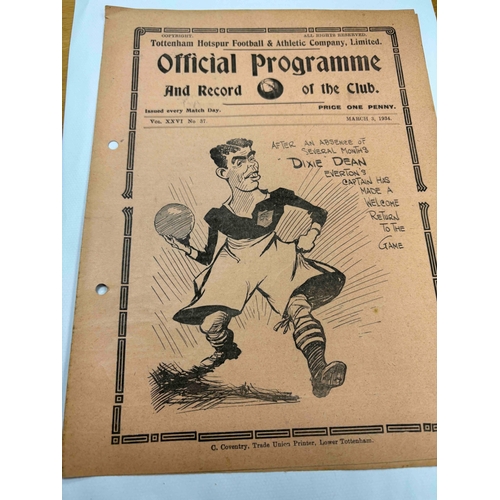 COPYRIGHT. ALL RIGHTS RESERVED.
Tottenham Hotspur Football & Athletic Company, Limited.
Official Programme
And Record of the Club.
Issued every Match Day. PRICE ONE PENNY.
VOL. XXVI No. 37. MARCH 5, 1934.
AFTER AN ABSENCE OF
SEVERAL MONTHS
"DIXIE" DEAN
EVERTON'S
CAPTAIN HAS
MADE A
WELCOME
RETURN
TO THE
GAME
C. Coventry, Trade Union Printer, Lower Tottenham.